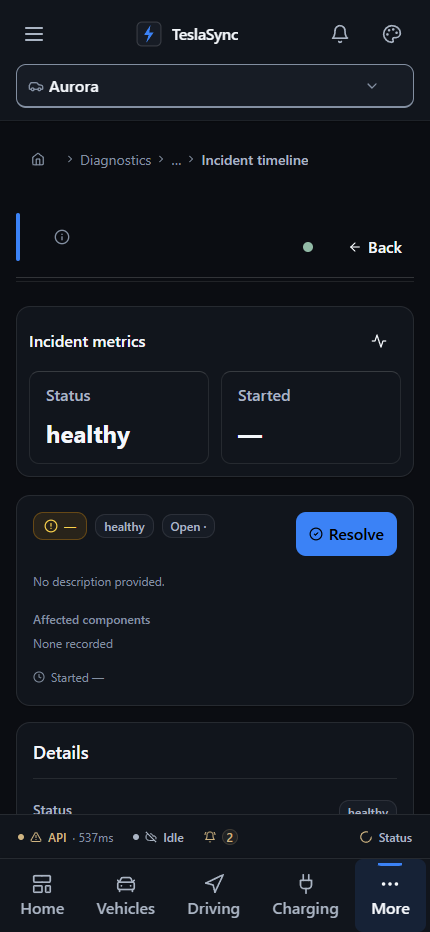 TeslaSync
Aurora
Diagnostics ... Incident timeline
Back
Incident metrics
Status
healthy
Started
—
— healthy Open ·
Resolve
No description provided.
Affected components
None recorded
Started —
Details
Status healthy
API · 537ms Idle 2 Status
Home Vehicles Driving Charging More